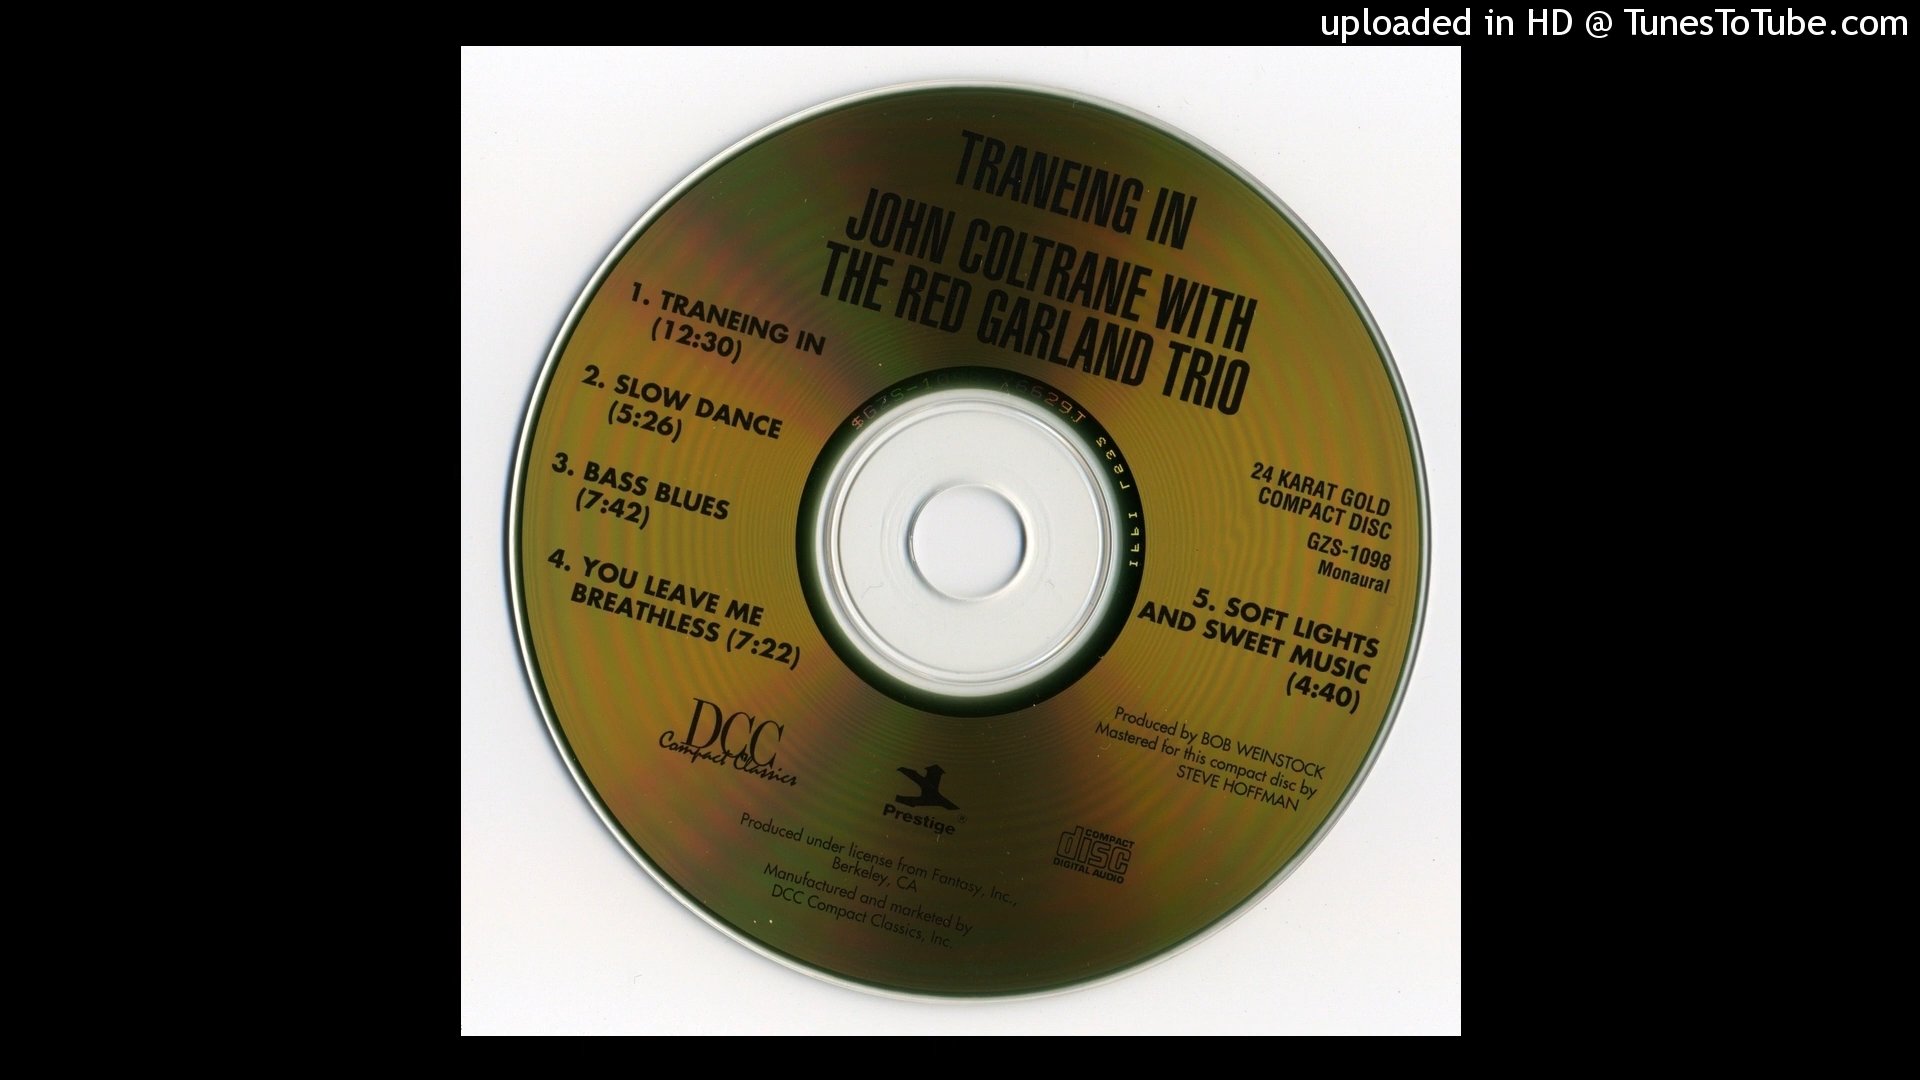 uploaded in HD @ TunesToTube.com
TRANEING IN
JOHN COLTRANE WITH
THE RED GARLAND TRIO
1. TRANEING IN
(12:30)
2. SLOW DANCE
(5:26)
3. BASS BLUES
(7:42)
4. YOU LEAVE ME
BREATHLESS (7:22)
24 KARAT GOLD
COMPACT DISC
GZS-1098
Monaural
5. SOFT LIGHTS
AND SWEET MUSIC
(4:40)
Produced by BOB WEINSTOCK
Mastered for this compact disc by
STEVE HOFFMAN
DCC
Compact Classics
Prestige®
COMPACT
disc
DIGITAL AUDIO
Produced under license from Fantasy, Inc.,
Berkeley, CA
Manufactured and marketed by
DCC Compact Classics, Inc.